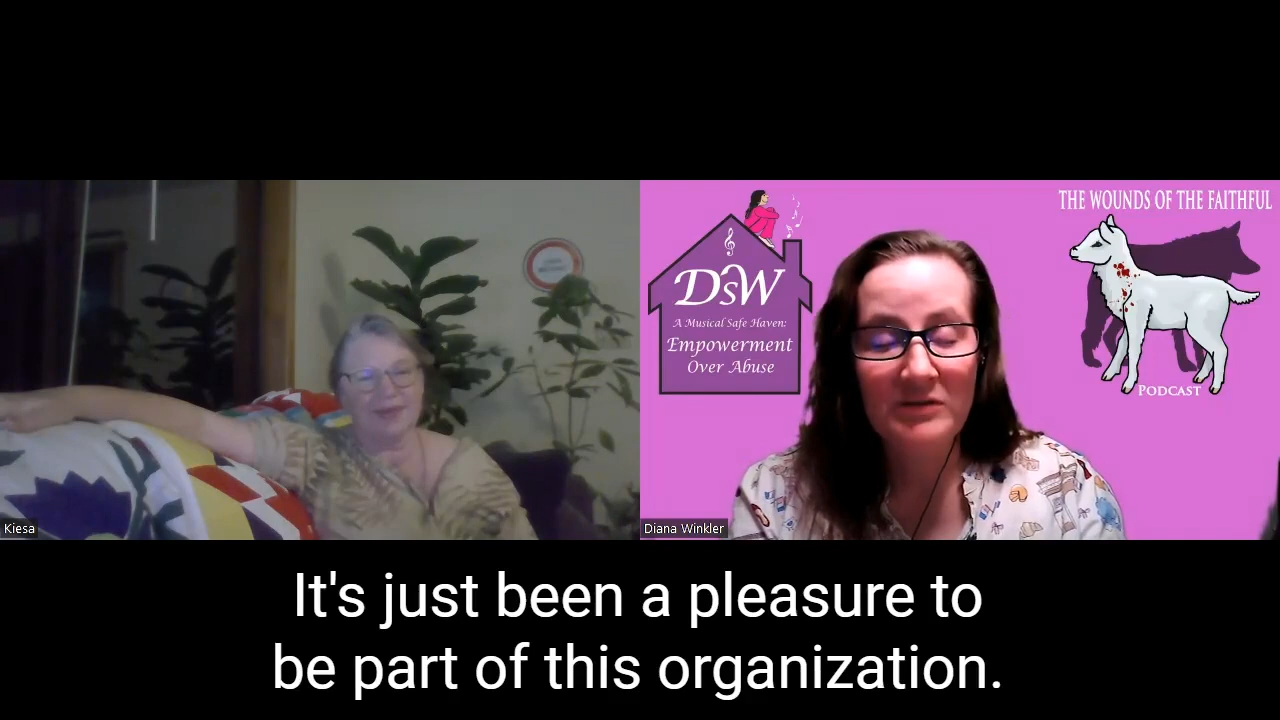 THE WOUNDS OF THE FAITHFUL
DSW
A Musical Safe Haven:
Empowerment
Over Abuse
PODCAST
Kiesa
Diana Winkler
It's just been a pleasure to
be part of this organization.